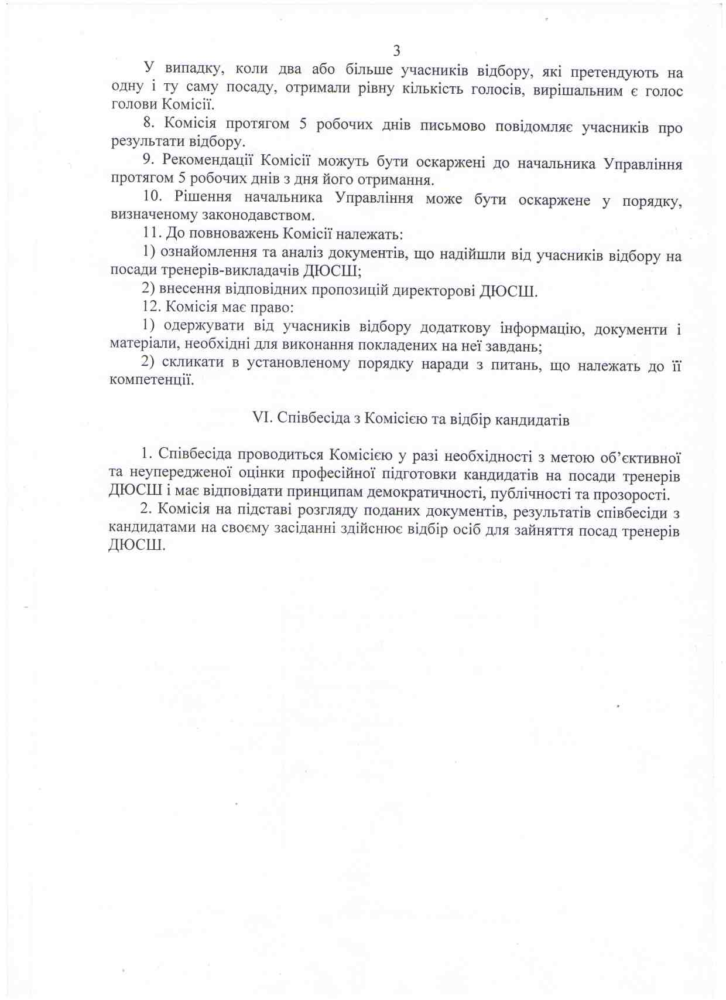 3
У випадку, коли два або більше учасників відбору, які претендують на
одну і ту саму посаду, отримали рівну кількість голосів, вирішальним є голос
голови Комісії.
8. Комісія протягом 5 робочих днів письмово повідомляє учасників про
результати відбору.
9. Рекомендації Комісії можуть бути оскаржені до начальника Управління
протягом 5 робочих днів з дня його отримання.
10. Рішення начальника Управління може бути оскаржене у порядку,
визначеному законодавством.
11. До повноважень Комісії належать:
1) ознайомлення та аналіз документів, що надійшли від учасників відбору на
посади тренерів-викладачів ДЮСШ;
2) внесення відповідних пропозицій директорові ДЮСШ.
12. Комісія має право:
1) одержувати від учасників відбору додаткову інформацію, документи і
матеріали, необхідні для виконання покладених на неї завдань;
2) скликати в установленому порядку наради з питань, що належать до її
компетенції.
VI. Співбесіда з Комісією та відбір кандидатів
1. Співбесіда проводиться Комісією у разі необхідності з метою об’єктивної
та неупередженої оцінки професійної підготовки кандидатів на посади тренерів
ДЮСШ і має відповідати принципам демократичності, публічності та прозорості.
2. Комісія на підставі розгляду поданих документів, результатів співбесіди з
кандидатами на своєму засіданні здійснює відбір осіб для зайняття посад тренерів
ДЮСШ.